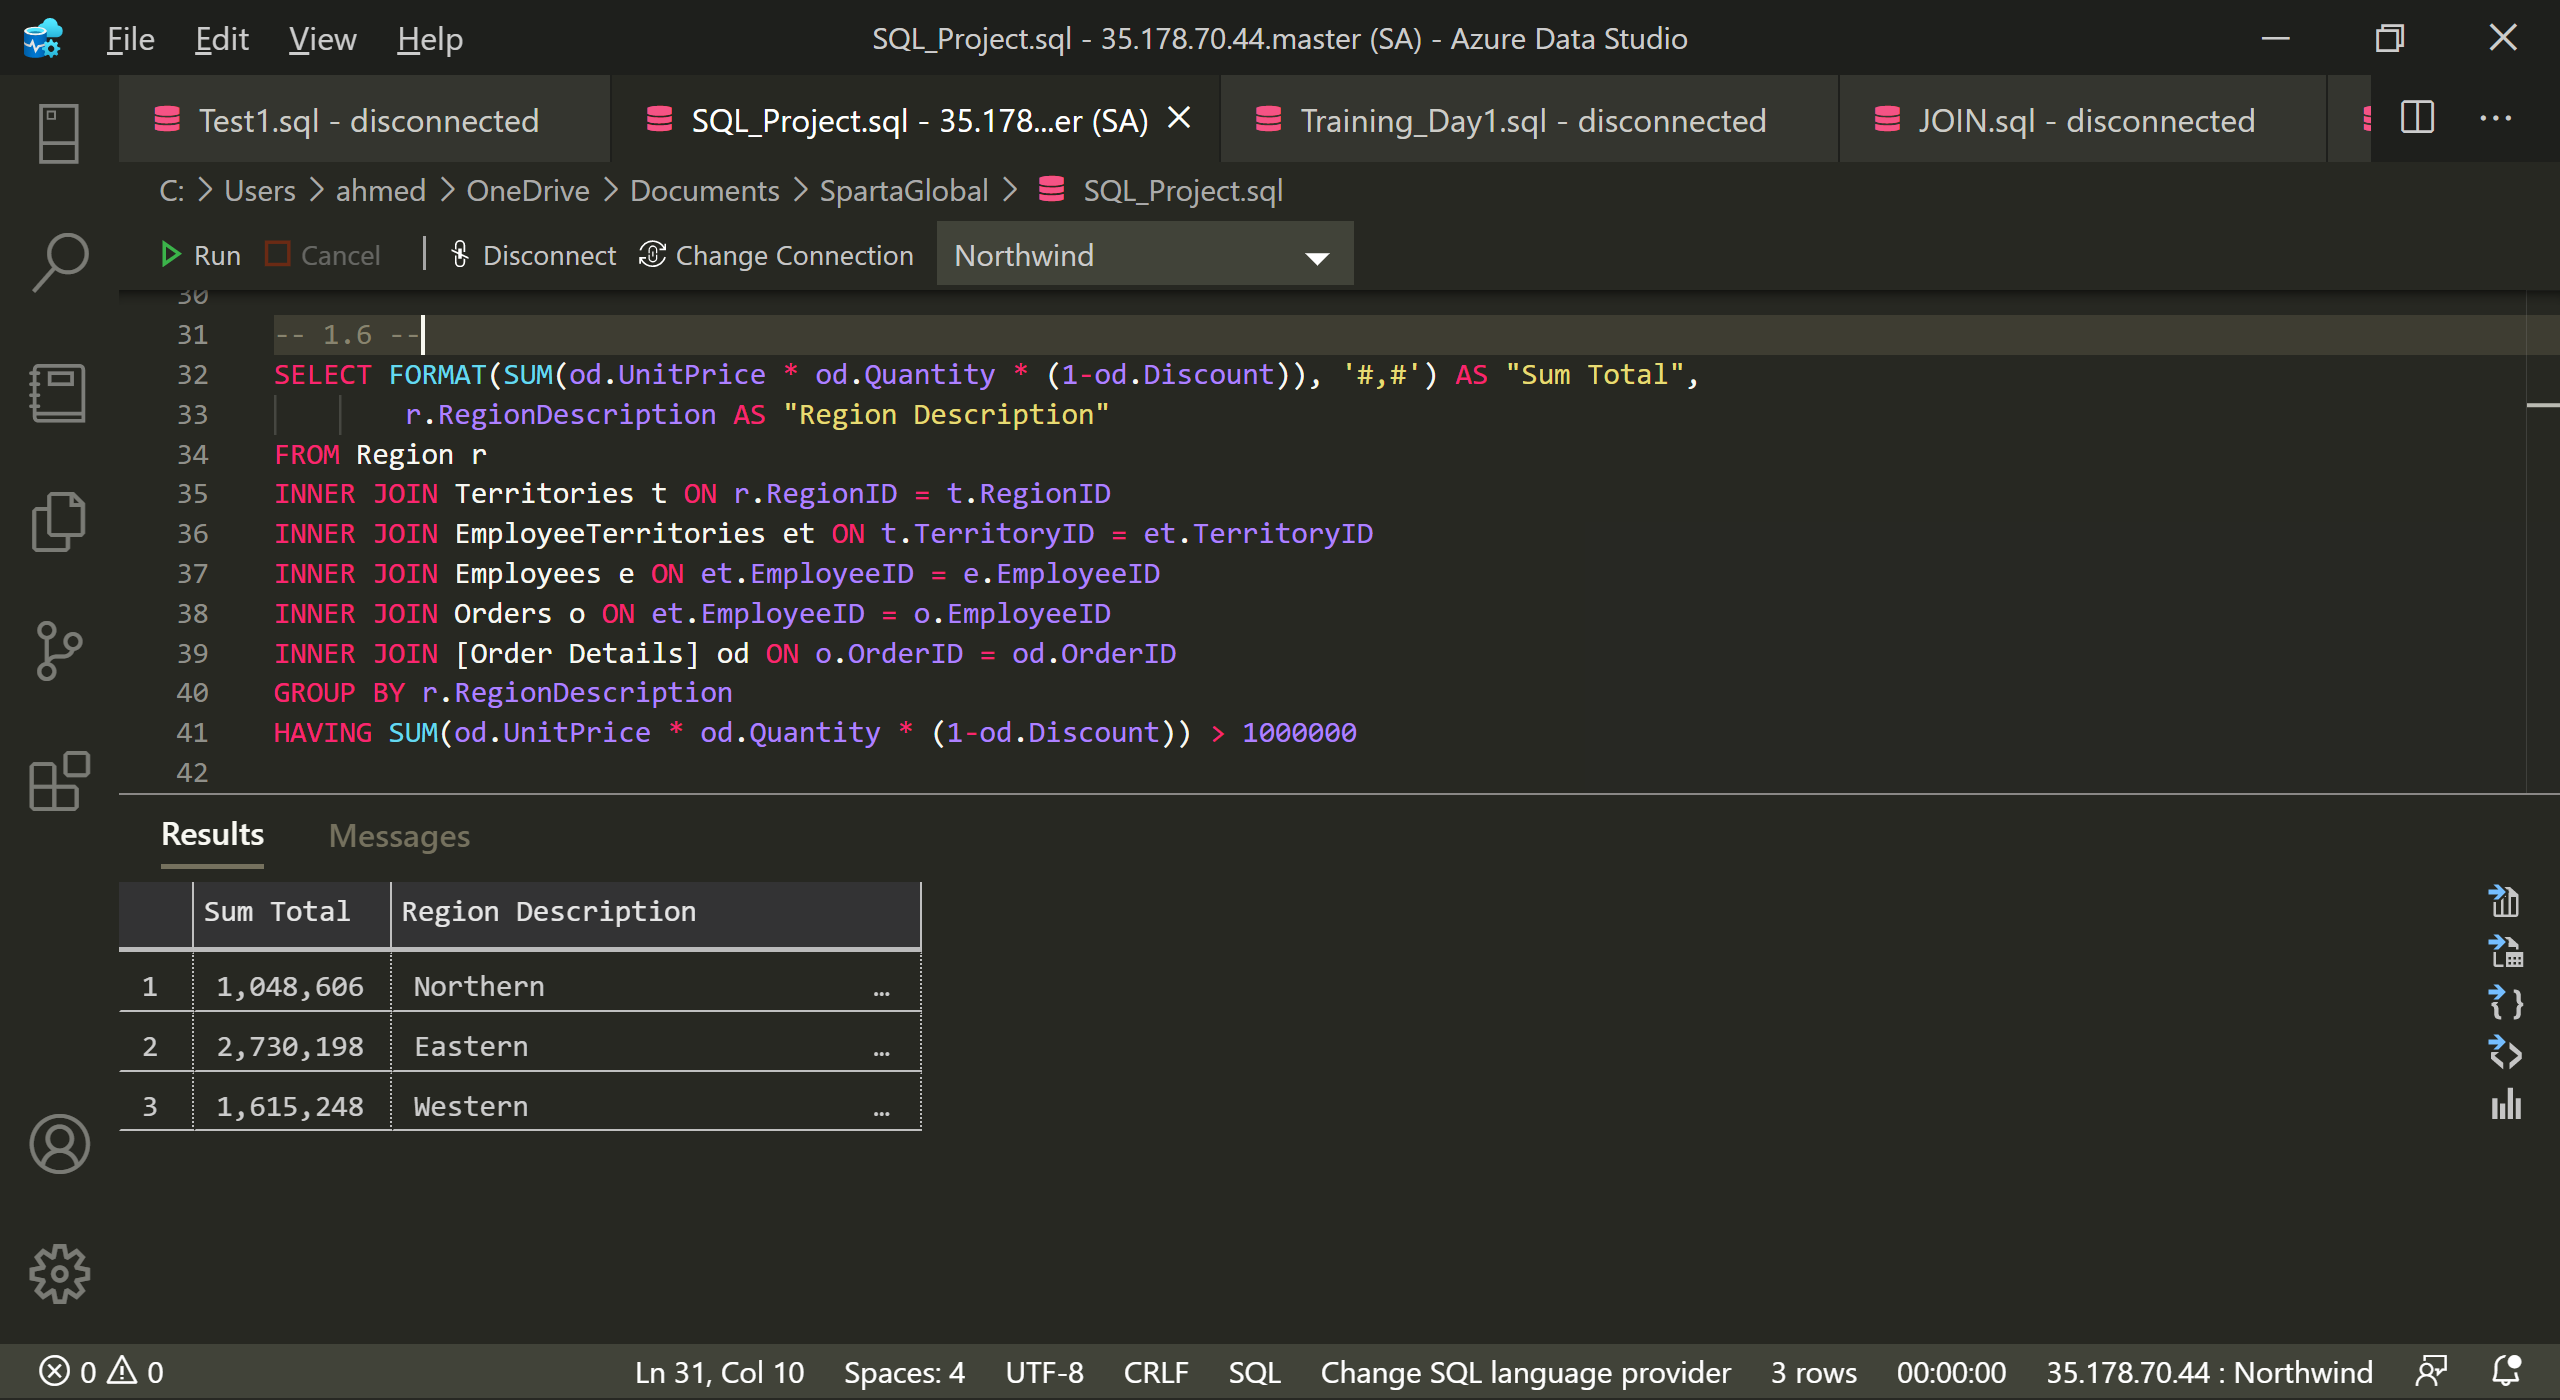 File Edit View Help SQL_Project.sql - 35.178.70.44.master (SA) - Azure Data Studio
Test1.sql - disconnected SQL_Project.sql - 35.178...er (SA) Training_Day1.sql - disconnected JOIN.sql - disconnected ...
C: > Users > ahmed > OneDrive > Documents > SpartaGlobal > SQL_Project.sql
Run Cancel | Disconnect Change Connection Northwind
30
31 -- 1.6 --
32 SELECT FORMAT(SUM(od.UnitPrice * od.Quantity * (1-od.Discount)), '#,#') AS "Sum Total",
33 r.RegionDescription AS "Region Description"
34 FROM Region r
35 INNER JOIN Territories t ON r.RegionID = t.RegionID
36 INNER JOIN EmployeeTerritories et ON t.TerritoryID = et.TerritoryID
37 INNER JOIN Employees e ON et.EmployeeID = e.EmployeeID
38 INNER JOIN Orders o ON et.EmployeeID = o.EmployeeID
39 INNER JOIN [Order Details] od ON o.OrderID = od.OrderID
40 GROUP BY r.RegionDescription
41 HAVING SUM(od.UnitPrice * od.Quantity * (1-od.Discount)) > 1000000
42
Results Messages
Sum Total Region Description
1 1,048,606 Northern …
2 2,730,198 Eastern …
3 1,615,248 Western …
0 0 Ln 31, Col 10 Spaces: 4 UTF-8 CRLF SQL Change SQL language provider 3 rows 00:00:00 35.178.70.44 : Northwind